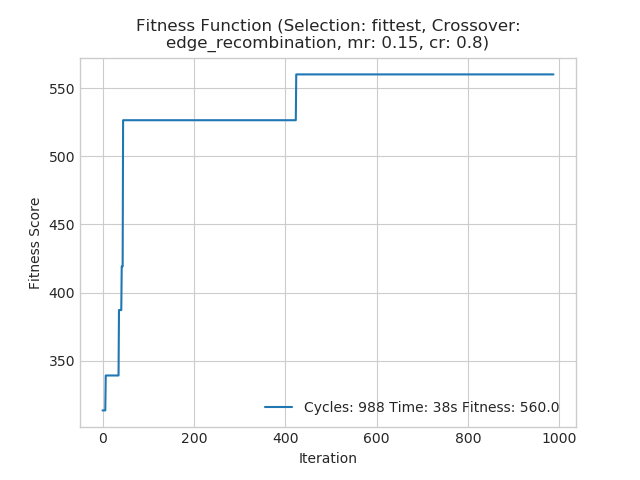 Fitness Function (Selection: fittest, Crossover:
edge_recombination, mr: 0.15, cr: 0.8)
Fitness Score
550
500
450
400
350
Cycles: 988 Time: 38s Fitness: 560.0
0 200 400 600 800 1000
Iteration